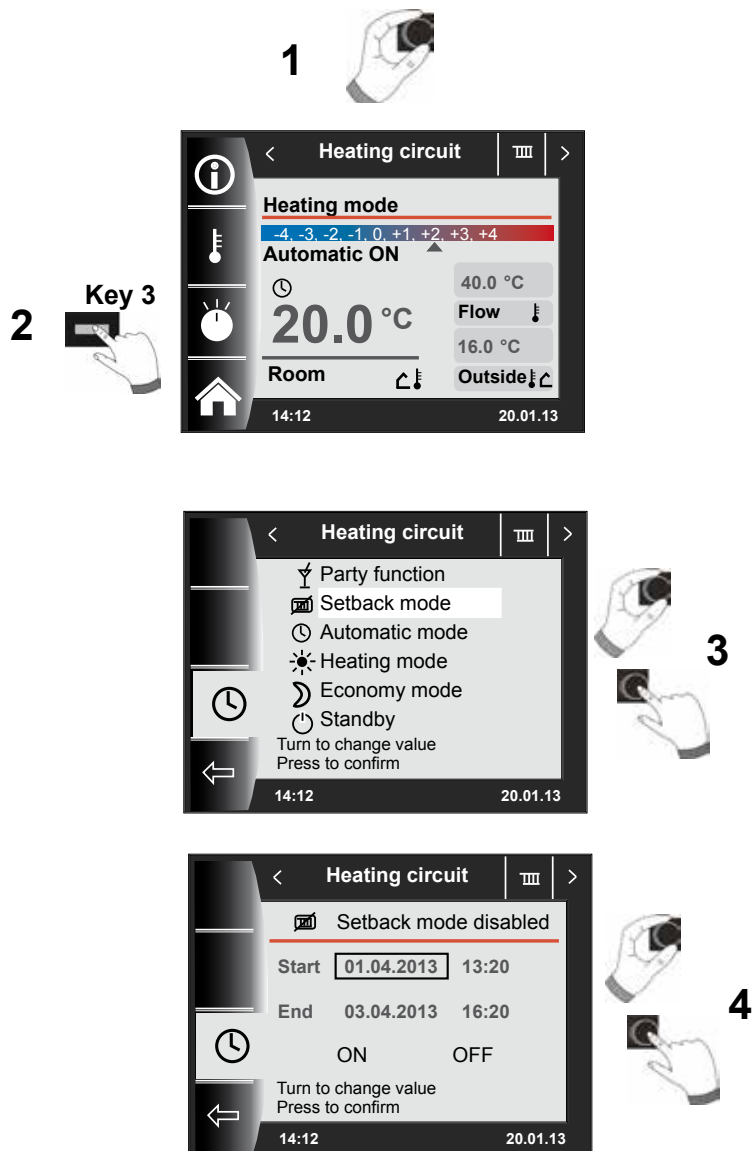 1
< Heating circuit >
Heating mode
-4, -3, -2, -1, 0, +1, +2, +3, +4
Automatic ON
40.0 °C
20.0 °C
Flow
16.0 °C
Room
Outside
14:12 20.01.13
2
Key 3
< Heating circuit >
Party function
Setback mode
Automatic mode
Heating mode
Economy mode
Standby
Turn to change value
Press to confirm
14:12 20.01.13
3
< Heating circuit >
Setback mode disabled
Start 01.04.2013 13:20
End 03.04.2013 16:20
ON OFF
Turn to change value
Press to confirm
14:12 20.01.13
4